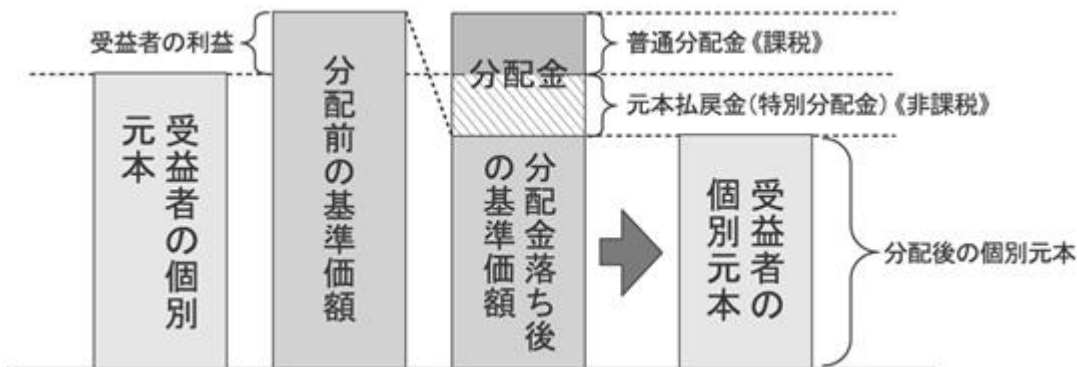 受益者の利益
受益者の個別
元本
分配前の基準価額
分配金
分配金落ち後
の基準価額
普通分配金《課税》
元本払戻金(特別分配金)《非課税》
受益者の
個別元本
分配後の個別元本